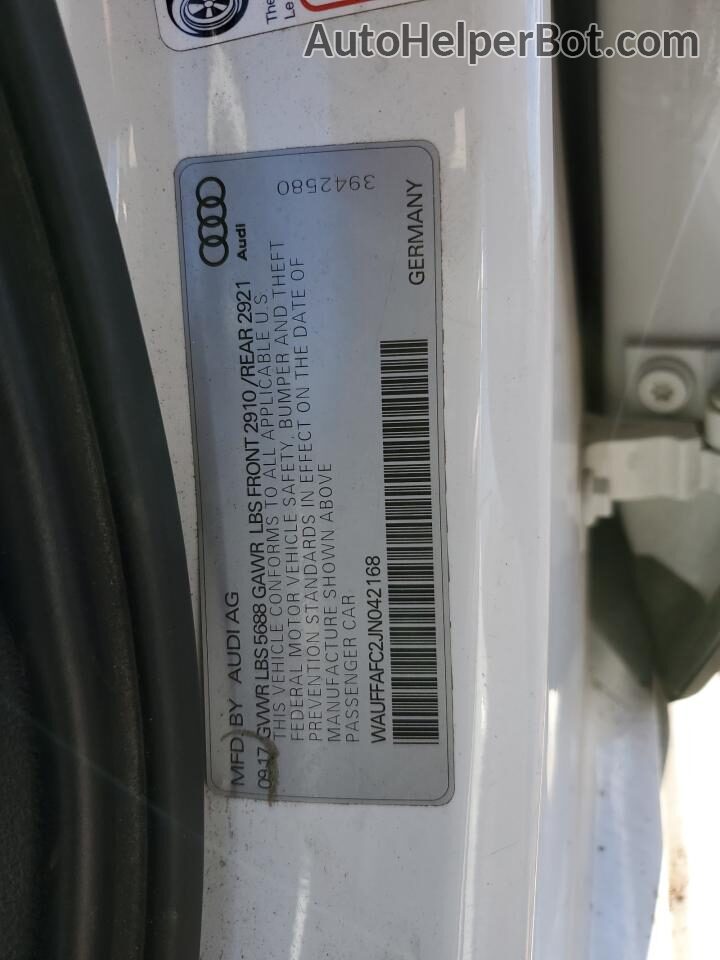 AutoHelperBot.com
The
Le
MFD. BY AUDI AG
09.17 GVWR LBS 5688 GAWR LBS FRONT 2910/REAR 2921
THIS VEHICLE CONFORMS TO ALL APPLICABLE U.S.
FEDERAL MOTOR VEHICLE SAFETY, BUMPER AND THEFT
PREVENTION STANDARDS IN EFFECT ON THE DATE OF
MANUFACTURE SHOWN ABOVE
PASSENGER CAR
WAUFFAFC2JN042168
GERMANY
Audi
3942580